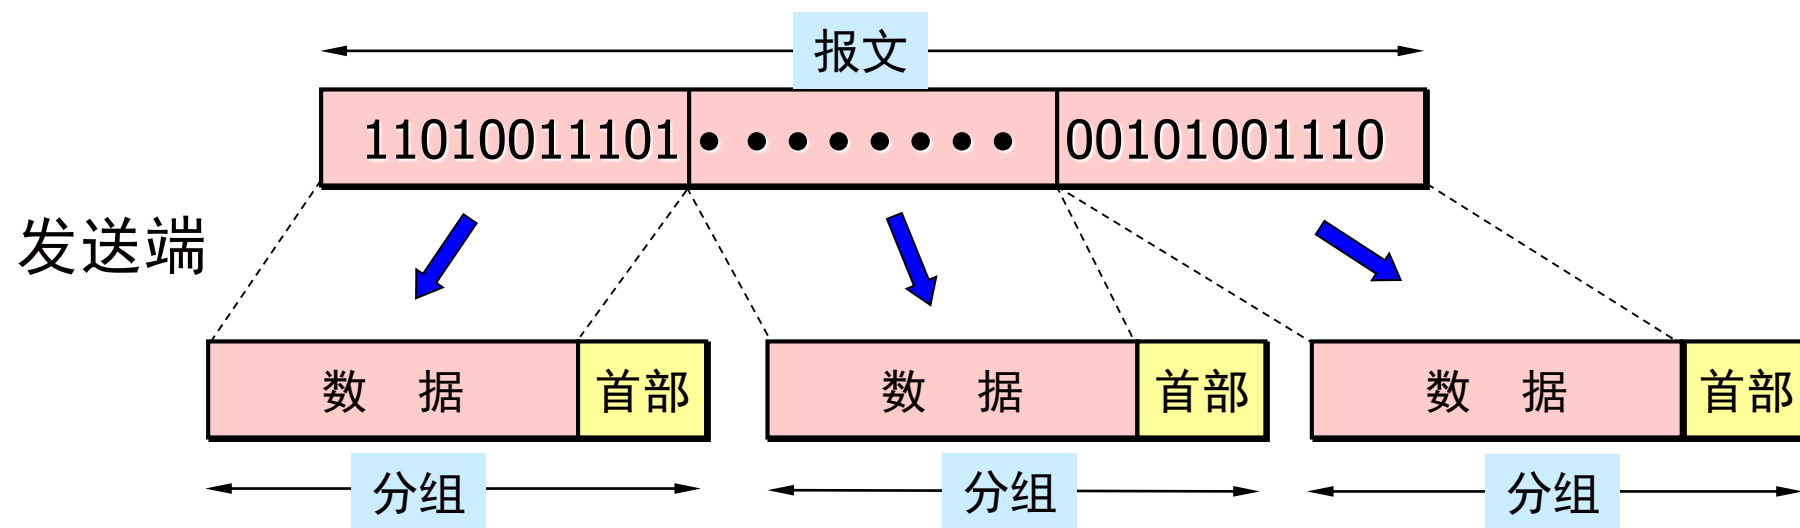 报文
11010011101 • • • • • • • • 00101001110
发送端
数 据 首部 数 据 首部 数 据 首部
分组 分组 分组